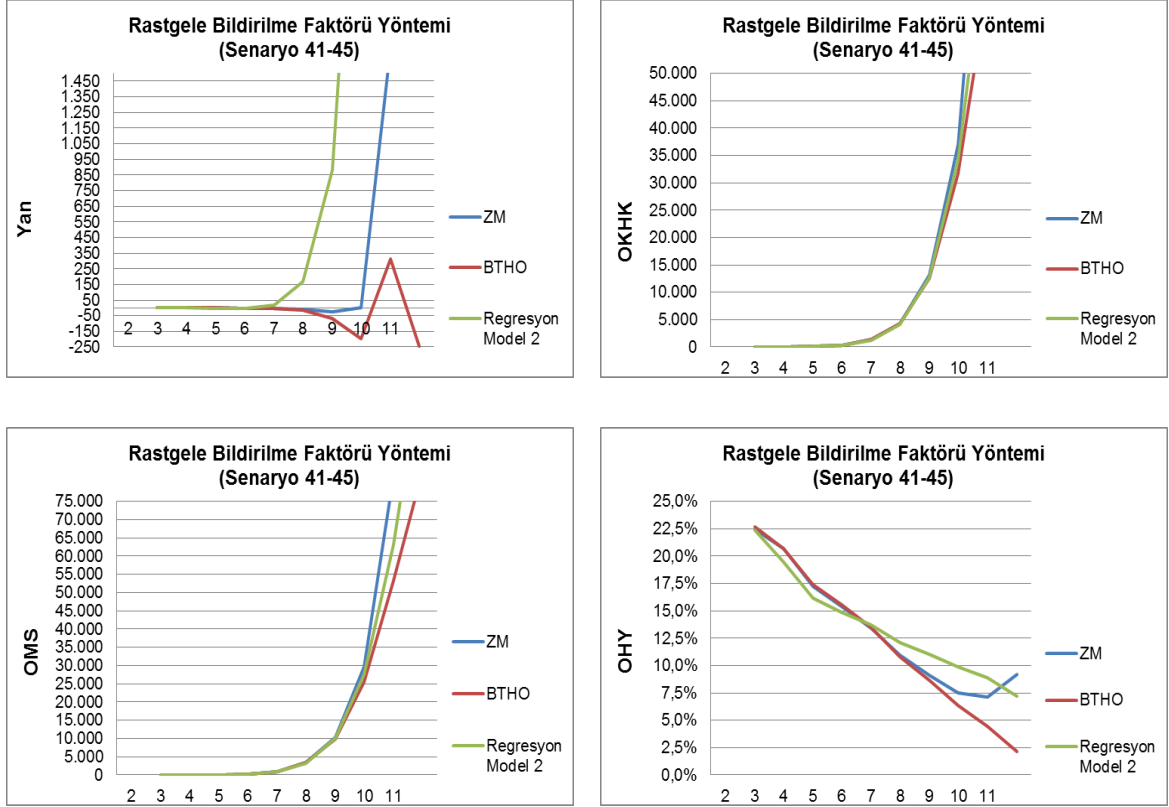 Rastgele Bildirilme Faktörü Yöntemi
(Senaryo 41-45)
1.450
1.350
1.250
1.150
1.050
950
850
750
650
550
450
350
250
150
50
-50
-150
-250
Yan
2 3 4 5 6 7 8 9 10 11
ZM
BTHO
Regresyon
Model 2
Rastgele Bildirilme Faktörü Yöntemi
(Senaryo 41-45)
50.000
45.000
40.000
35.000
30.000
25.000
20.000
15.000
10.000
5.000
0
OKHK
2 3 4 5 6 7 8 9 10 11
ZM
BTHO
Regresyon
Model 2
Rastgele Bildirilme Faktörü Yöntemi
(Senaryo 41-45)
75.000
70.000
65.000
60.000
55.000
50.000
45.000
40.000
35.000
30.000
25.000
20.000
15.000
10.000
5.000
0
OMS
2 3 4 5 6 7 8 9 10 11
ZM
BTHO
Regresyon
Model 2
Rastgele Bildirilme Faktörü Yöntemi
(Senaryo 41-45)
25,0%
22,5%
20,0%
17,5%
15,0%
12,5%
10,0%
7,5%
5,0%
2,5%
0,0%
OHY
2 3 4 5 6 7 8 9 10 11
ZM
BTHO
Regresyon
Model 2